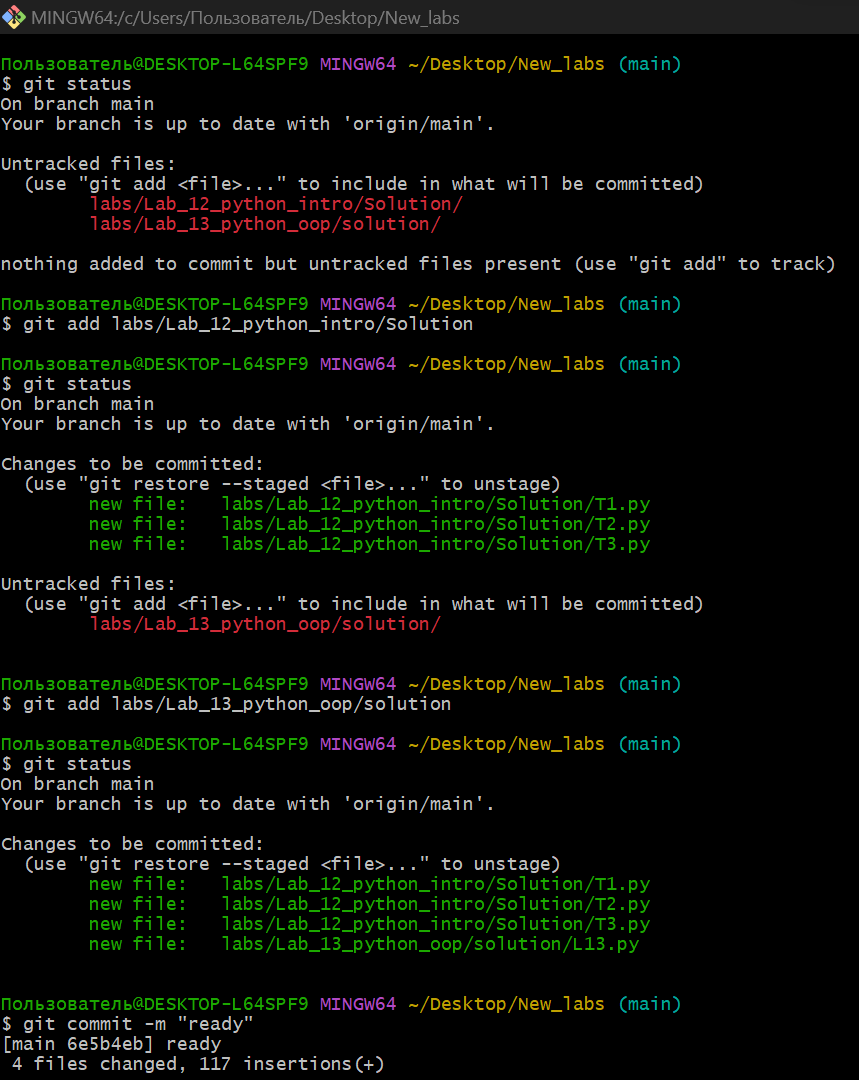 MINGW64:/c/Users/Пользователь/Desktop/New_labs
Пользователь@DESKTOP-L64SPF9 MINGW64 ~/Desktop/New_labs (main)
$ git status
On branch main
Your branch is up to date with 'origin/main'.
Untracked files:
  (use "git add <file>..." to include in what will be committed)
        labs/Lab_12_python_intro/Solution/
        labs/Lab_13_python_oop/solution/
nothing added to commit but untracked files present (use "git add" to track)
Пользователь@DESKTOP-L64SPF9 MINGW64 ~/Desktop/New_labs (main)
$ git add labs/Lab_12_python_intro/Solution
Пользователь@DESKTOP-L64SPF9 MINGW64 ~/Desktop/New_labs (main)
$ git status
On branch main
Your branch is up to date with 'origin/main'.
Changes to be committed:
  (use "git restore --staged <file>..." to unstage)
        new file:   labs/Lab_12_python_intro/Solution/T1.py
        new file:   labs/Lab_12_python_intro/Solution/T2.py
        new file:   labs/Lab_12_python_intro/Solution/T3.py
Untracked files:
  (use "git add <file>..." to include in what will be committed)
        labs/Lab_13_python_oop/solution/
Пользователь@DESKTOP-L64SPF9 MINGW64 ~/Desktop/New_labs (main)
$ git add labs/Lab_13_python_oop/solution
Пользователь@DESKTOP-L64SPF9 MINGW64 ~/Desktop/New_labs (main)
$ git status
On branch main
Your branch is up to date with 'origin/main'.
Changes to be committed:
  (use "git restore --staged <file>..." to unstage)
        new file:   labs/Lab_12_python_intro/Solution/T1.py
        new file:   labs/Lab_12_python_intro/Solution/T2.py
        new file:   labs/Lab_12_python_intro/Solution/T3.py
        new file:   labs/Lab_13_python_oop/solution/L13.py
Пользователь@DESKTOP-L64SPF9 MINGW64 ~/Desktop/New_labs (main)
$ git commit -m "ready"
[main 6e5b4eb] ready
 4 files changed, 117 insertions(+)